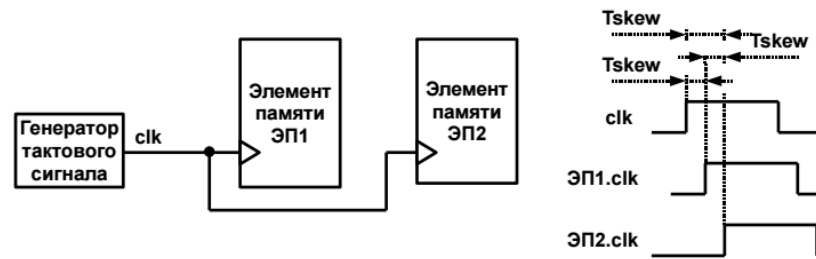 Генератор
тактового
сигнала
clk
Элемент
памяти
ЭП1
Элемент
памяти
ЭП2
Tskew
Tskew
Tskew
clk
ЭП1.clk
ЭП2.clk